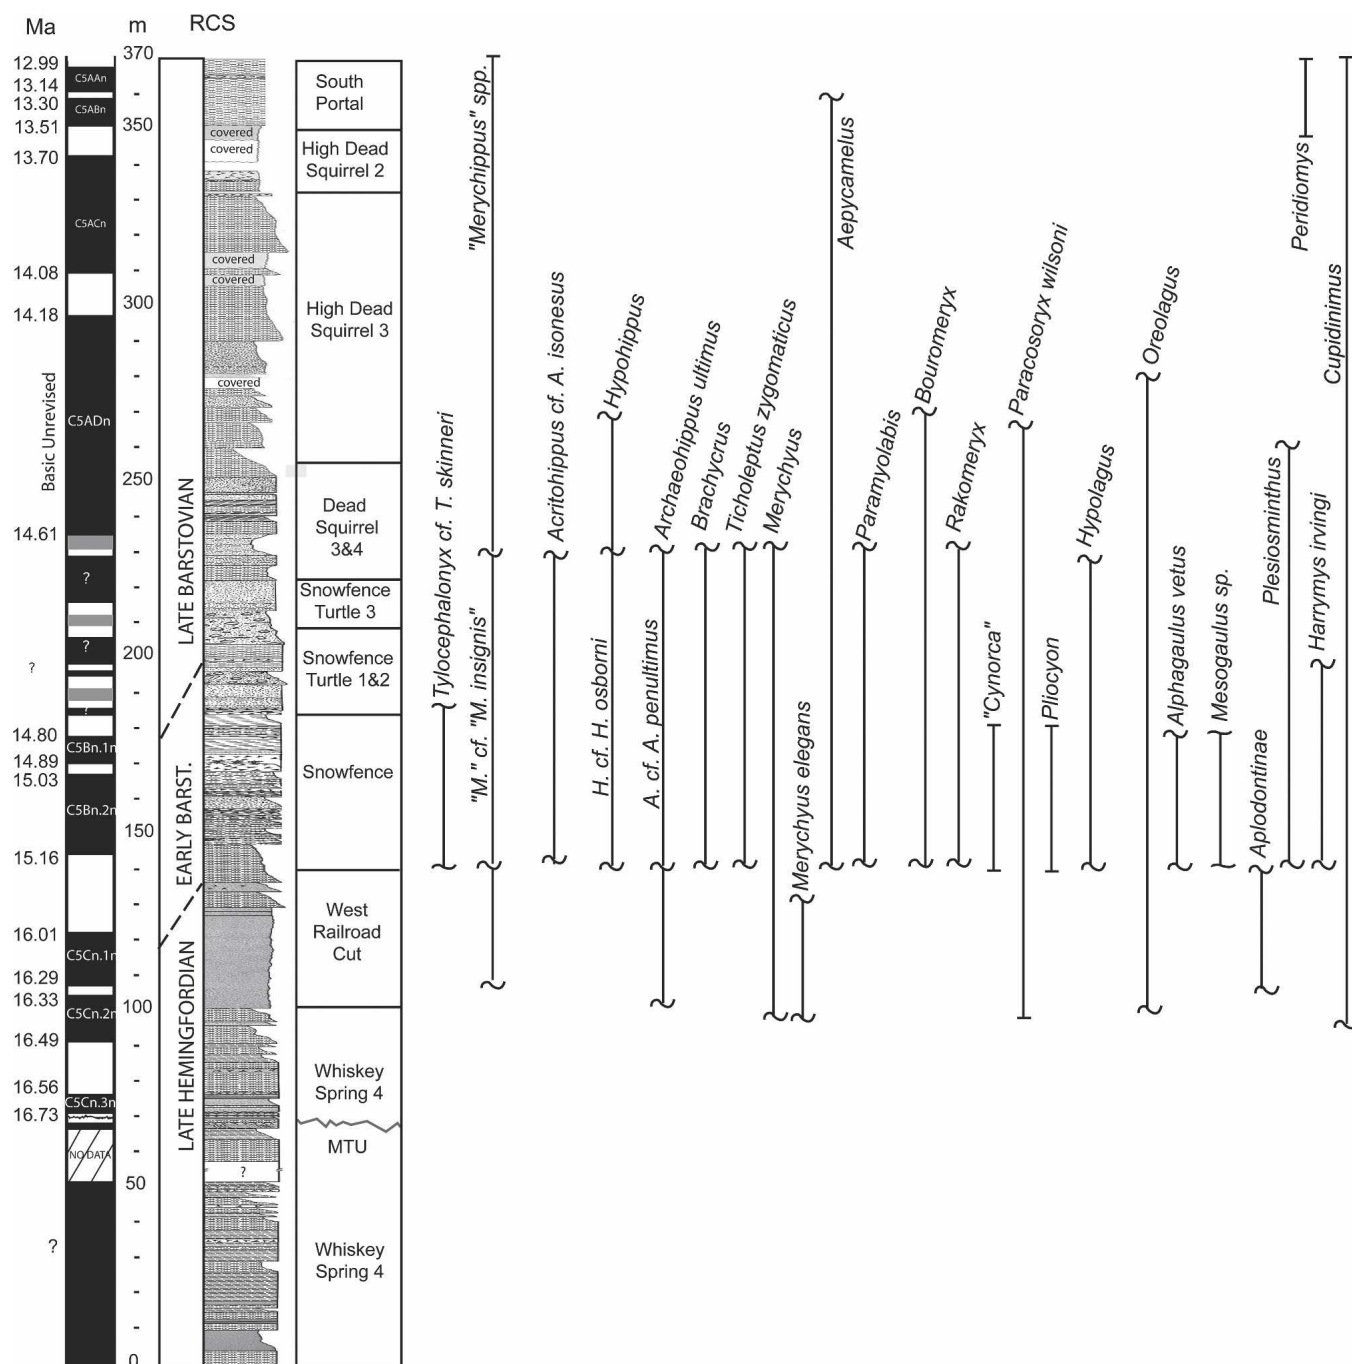 Ma
m
RCS
12.99
13.14
13.30
13.51
13.70
14.08
14.18
Basic Unrevised
14.61
?
14.80
14.89
15.03
15.16
16.01
16.29
16.33
16.49
16.56
16.73
?
C5AAn
C5ABn
C5ACn
C5ADn
?
?
?
C5Bn.1n
C5Bn.2n
C5Cn.1n
C5Cn.2n
C5Cn.3n
NO DATA
370
350
300
250
200
150
100
50
0
LATE BARSTOVIAN
EARLY BARST.
LATE HEMINGFORDIAN
covered
covered
covered
covered
covered
?
South
Portal
High Dead
Squirrel 2
High Dead
Squirrel 3
Dead
Squirrel
3&4
Snowfence
Turtle 3
Snowfence
Turtle 1&2
Snowfence
West
Railroad
Cut
Whiskey
Spring 4
MTU
Whiskey
Spring 4
Tylocephalonyx cf. T. skinneri
"Merychippus" spp.
"M." cf. "M. insignis"
Acritohippus cf. A. isonesus
Hypohippus
H. cf. H. osborni
Archaeohippus ultimus
A. cf. A. penultimus
Brachycrus
Ticholeptus zygomaticus
Merychyus
Merychyus elegans
Aepycamelus
Paramyolabis
Bouromeryx
Rakomeryx
"Cynorca"
Paracosoryx wilsoni
Pliocyon
Hypolagus
Oreolagus
Alphagaulus vetus
Mesogaulus sp.
Aplodontinae
Plesiosminthus
Peridiomys
Harrymys irvingi
Cupidinimus